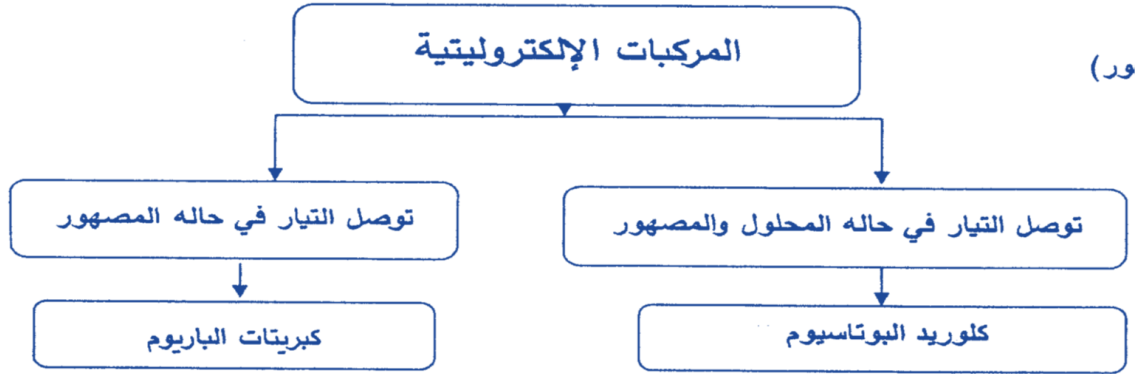 المركبات الإلكتروليتية
ور)
توصل التيار في حاله المحلول والمصهور
توصل التيار في حاله المصهور
كلوريد البوتاسيوم
كبريتات الباريوم